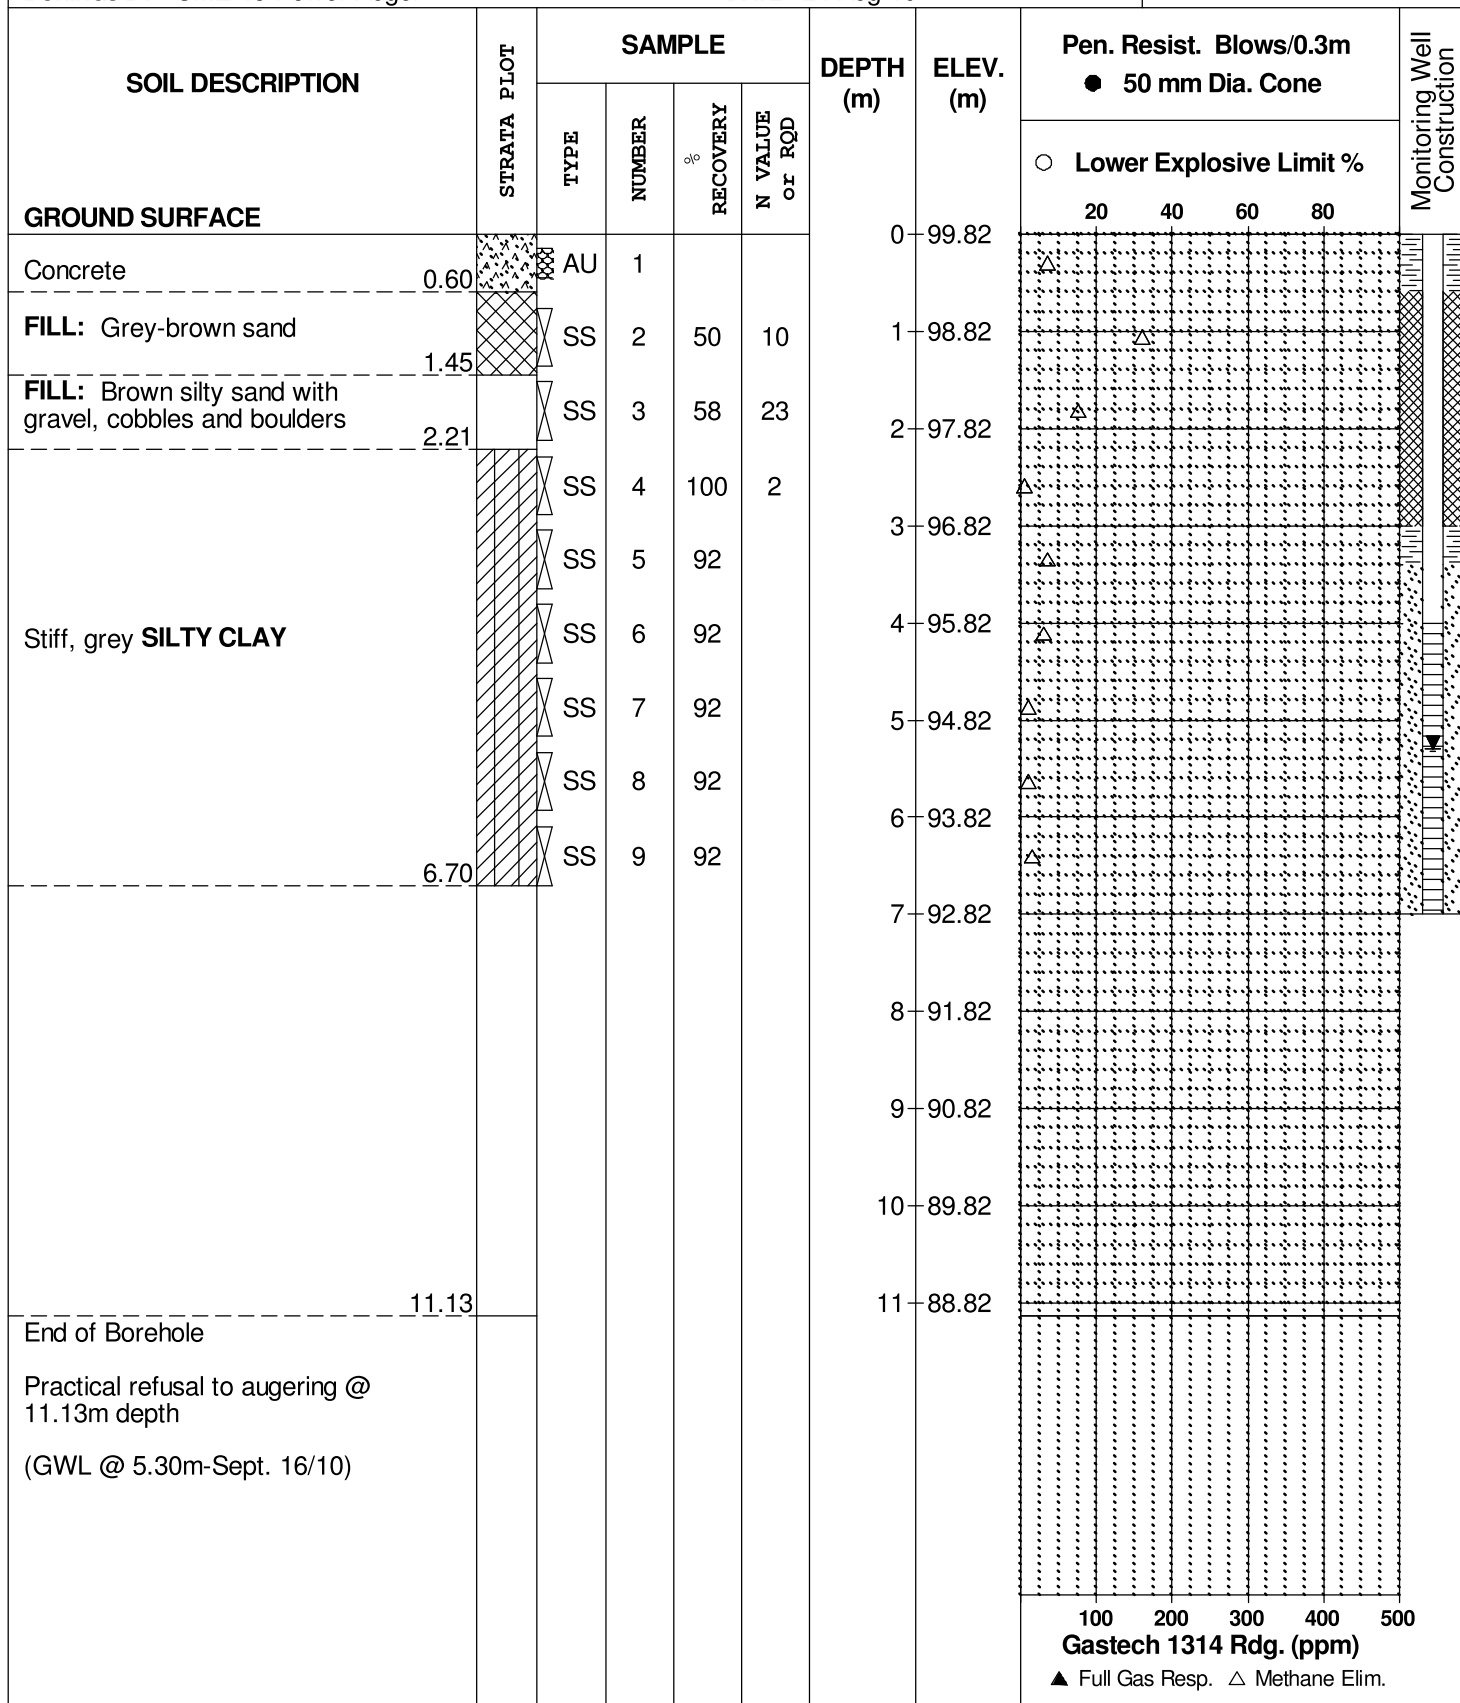 SOIL DESCRIPTION
GROUND SURFACE
STRATA PLOT
SAMPLE
TYPE
NUMBER
% RECOVERY
N VALUE
or RQD
DEPTH
(m)
ELEV.
(m)
Pen. Resist. Blows/0.3m
● 50 mm Dia. Cone
○ Lower Explosive Limit %
20 40 60 80
Monitoring Well
Construction
0 99.82
Concrete 0.60 AU 1
FILL: Grey-brown sand
1.45
SS 2 50 10
1 98.82
FILL: Brown silty sand with
gravel, cobbles and boulders
2.21
SS 3 58 23
2 97.82
SS 4 100 2
3 96.82
SS 5 92
4 95.82
Stiff, grey SILTY CLAY
SS 6 92
SS 7 92
5 94.82
SS 8 92
6 93.82
SS 9 92
6.70
7 92.82
8 91.82
9 90.82
10 89.82
11 88.82
11.13
End of Borehole
Practical refusal to augering @
11.13m depth
(GWL @ 5.30m-Sept. 16/10)
100 200 300 400 500
Gastech 1314 Rdg. (ppm)
▲ Full Gas Resp. △ Methane Elim.